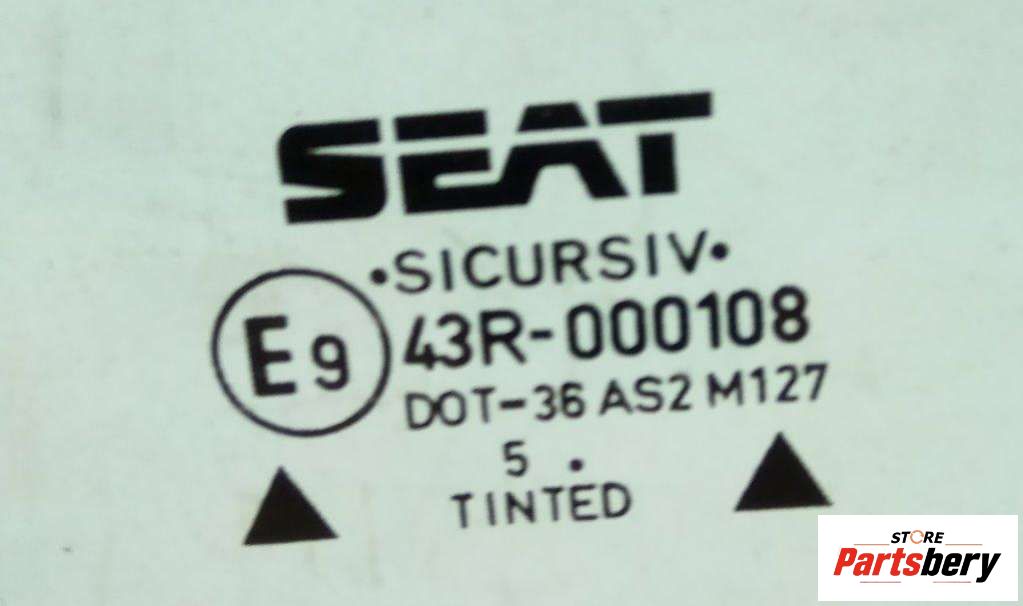 SEAT
•SICURSIV•
E9
43R-000108
DOT-36 AS2 M127
5 .
TINTED
STORE
Partsbery